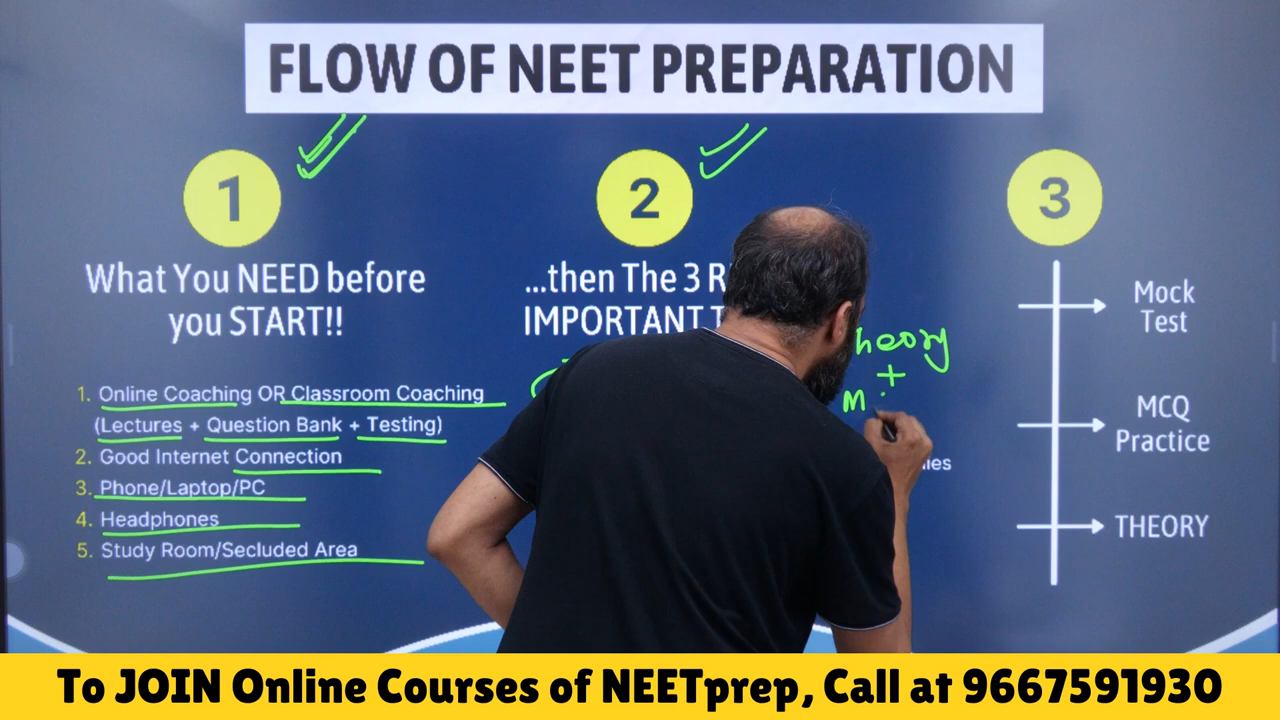 FLOW OF NEET PREPARATION
1
What You NEED before
you START!!
1. Online Coaching OR Classroom Coaching
(Lectures + Question Bank + Testing)
2. Good Internet Connection
3. Phone/Laptop/PC
4. Headphones
5. Study Room/Secluded Area
2
...then The 3
IMPORTANT
heory
+
M
3
Mock
Test
MCQ
Practice
THEORY
To JOIN Online Courses of NEETprep, Call at 9667591930